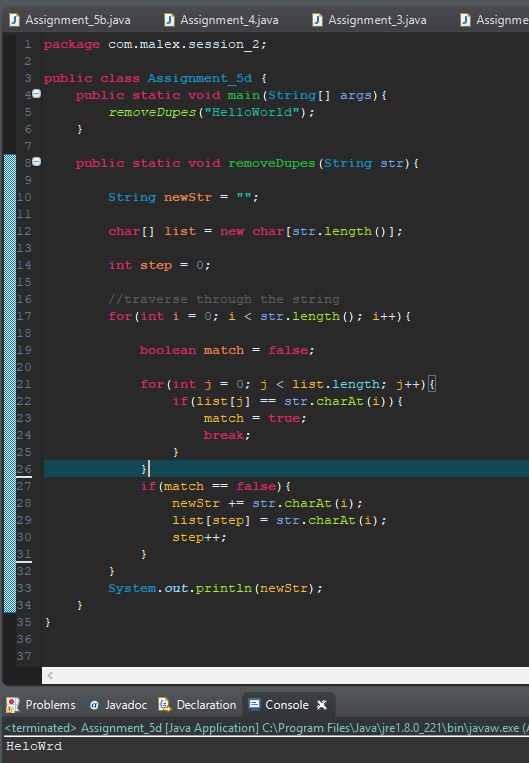 Assignment_5b.java Assignment_4.java Assignment_3.java Assignme
1 package com.malex.session_2;
2
3 public class Assignment_5d {
4 public static void main(String[] args){
5 removeDupes("HelloWorld");
6 }
7
8 public static void removeDupes(String str){
9
10 String newStr = "";
11
12 char[] list = new char[str.length()];
13
14 int step = 0;
15
16 //traverse through the string
17 for(int i = 0; i < str.length(); i++){
18
19 boolean match = false;
20
21 for(int j = 0; j < list.length; j++){
22 if(list[j] == str.charAt(i)){
23 match = true;
24 break;
25 }
26 }
27 if(match == false){
28 newStr += str.charAt(i);
29 list[step] = str.charAt(i);
30 step++;
31 }
32 }
33 System.out.println(newStr);
34 }
35 }
36
37
Problems @ Javadoc Declaration Console
<terminated> Assignment_5d [Java Application] C:\Program Files\Java\jre1.8.0_221\bin\javaw.exe (
HeloWrd